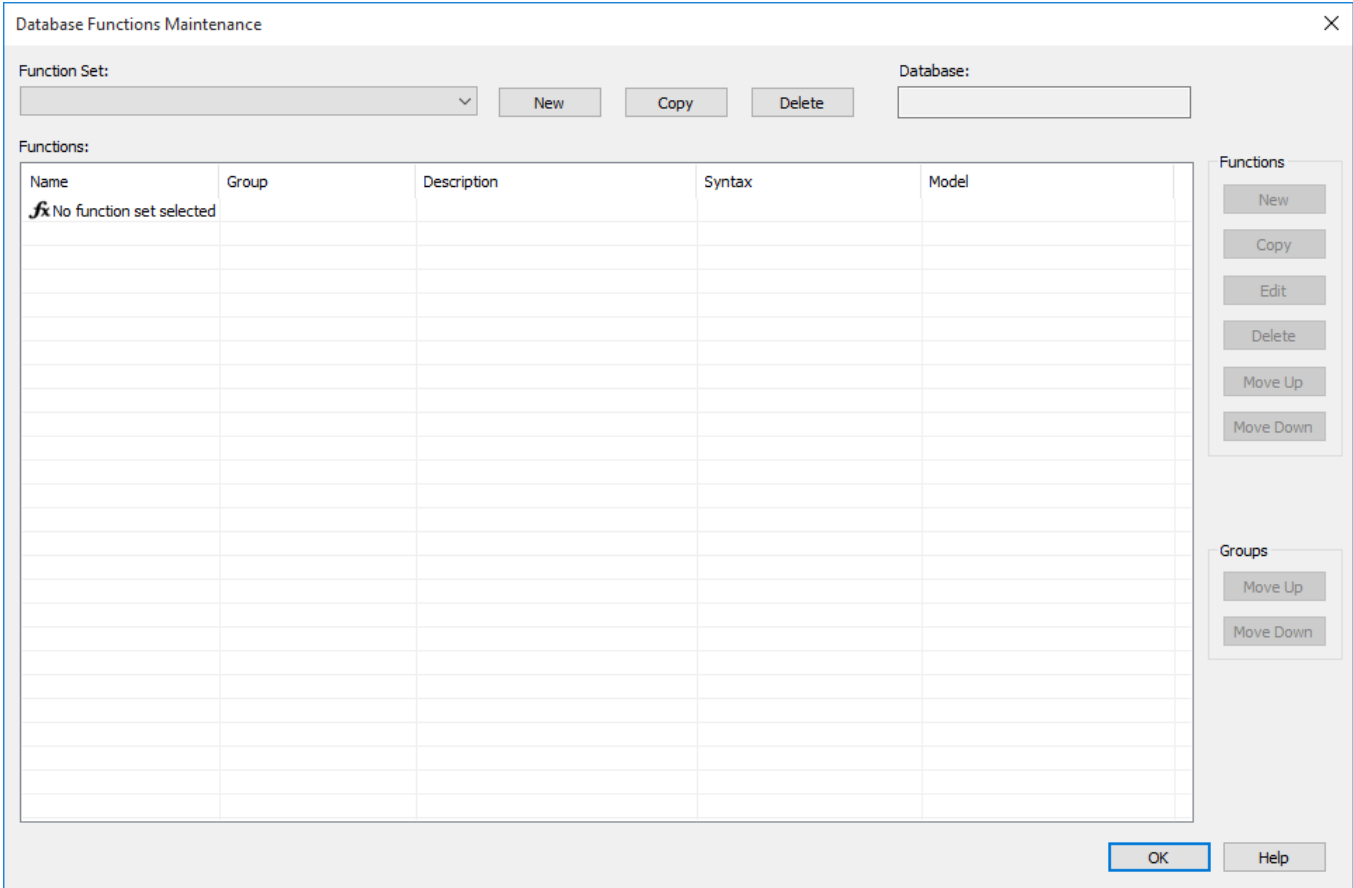 Database Functions Maintenance
Function Set:
Database:
New
Copy
Delete
Functions:
Name Group Description Syntax Model
fx No function set selected
Functions
New
Copy
Edit
Delete
Move Up
Move Down
Groups
Move Up
Move Down
OK
Help